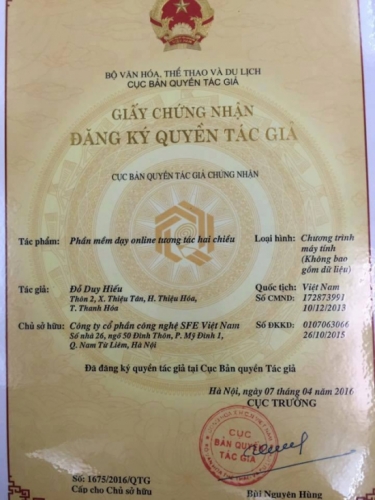 BỘ VĂN HÓA, THỂ THAO VÀ DU LỊCH
CỤC BẢN QUYỀN TÁC GIẢ
GIẤY CHỨNG NHẬN
ĐĂNG KÝ QUYỀN TÁC GIẢ
CỤC BẢN QUYỀN TÁC GIẢ CHỨNG NHẬN
Tác phẩm: Phần mềm dạy online tương tác hai chiều Loại hình: Chương trình
máy tính
(Không bao
gồm dữ liệu)
Tác giả: Đỗ Duy Hiếu Quốc tịch: Việt Nam
Thôn 2, X. Thiệu Tân, H. Thiệu Hóa, Số CMND: 172873991
T. Thanh Hóa 10/12/2013
Chủ sở hữu: Công ty cổ phần công nghệ SFE Việt Nam Số ĐKKD: 0107063066
Số nhà 26, ngõ 50 Đình Thôn, P. Mỹ Đình 1, 26/10/2015
Q. Nam Từ Liêm, Hà Nội
Đã đăng ký quyền tác giả tại Cục Bản quyền Tác giả
Hà Nội, ngày 07 tháng 04 năm 2016
CỤC TRƯỞNG
CỤC
BẢN QUYỀN
TÁC GIẢ
Số: 1675/2016/QTG
Cấp cho Chủ sở hữu Bùi Nguyên Hùng